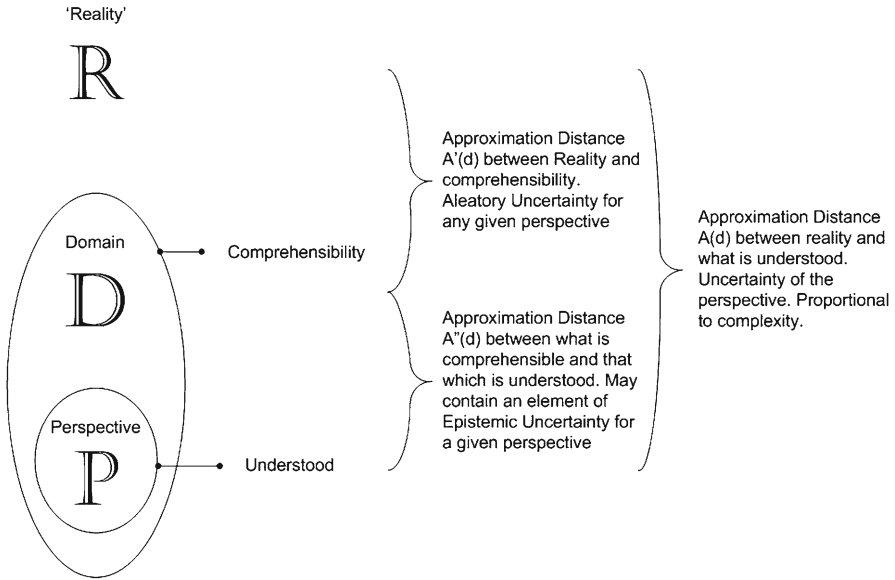 ‘Reality’
R
Domain
D
Comprehensibility
Perspective
P
Understood
Approximation Distance
A’(d) between Reality and
comprehensibility.
Aleatory Uncertainty for
any given perspective
Approximation Distance
A”(d) between what is
comprehensible and that
which is understood. May
contain an element of
Epistemic Uncertainty for
a given perspective
Approximation Distance
A(d) between reality and
what is understood.
Uncertainty of the
perspective. Proportional
to complexity.